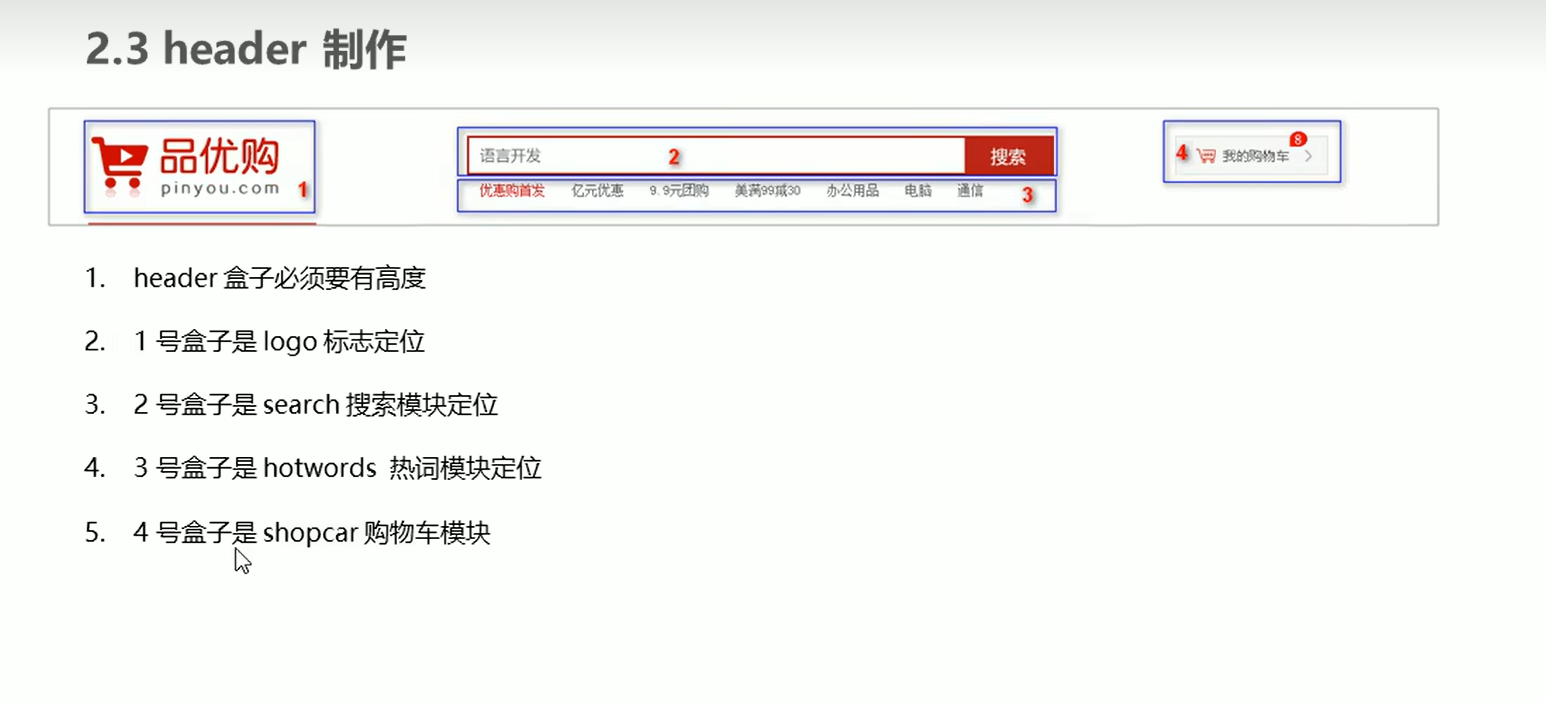 2.3 header 制作
品优购
pinyou.com
1
语言开发
2
搜索
优惠购首发 亿元优惠 9.9元团购 美满99减30 办公用品 电脑 通信
3
4
我的购物车
8
1. header 盒子必须要有高度
2. 1 号盒子是 logo 标志定位
3. 2 号盒子是 search 搜索模块定位
4. 3 号盒子是 hotwords 热词模块定位
5. 4 号盒子是 shopcar 购物车模块